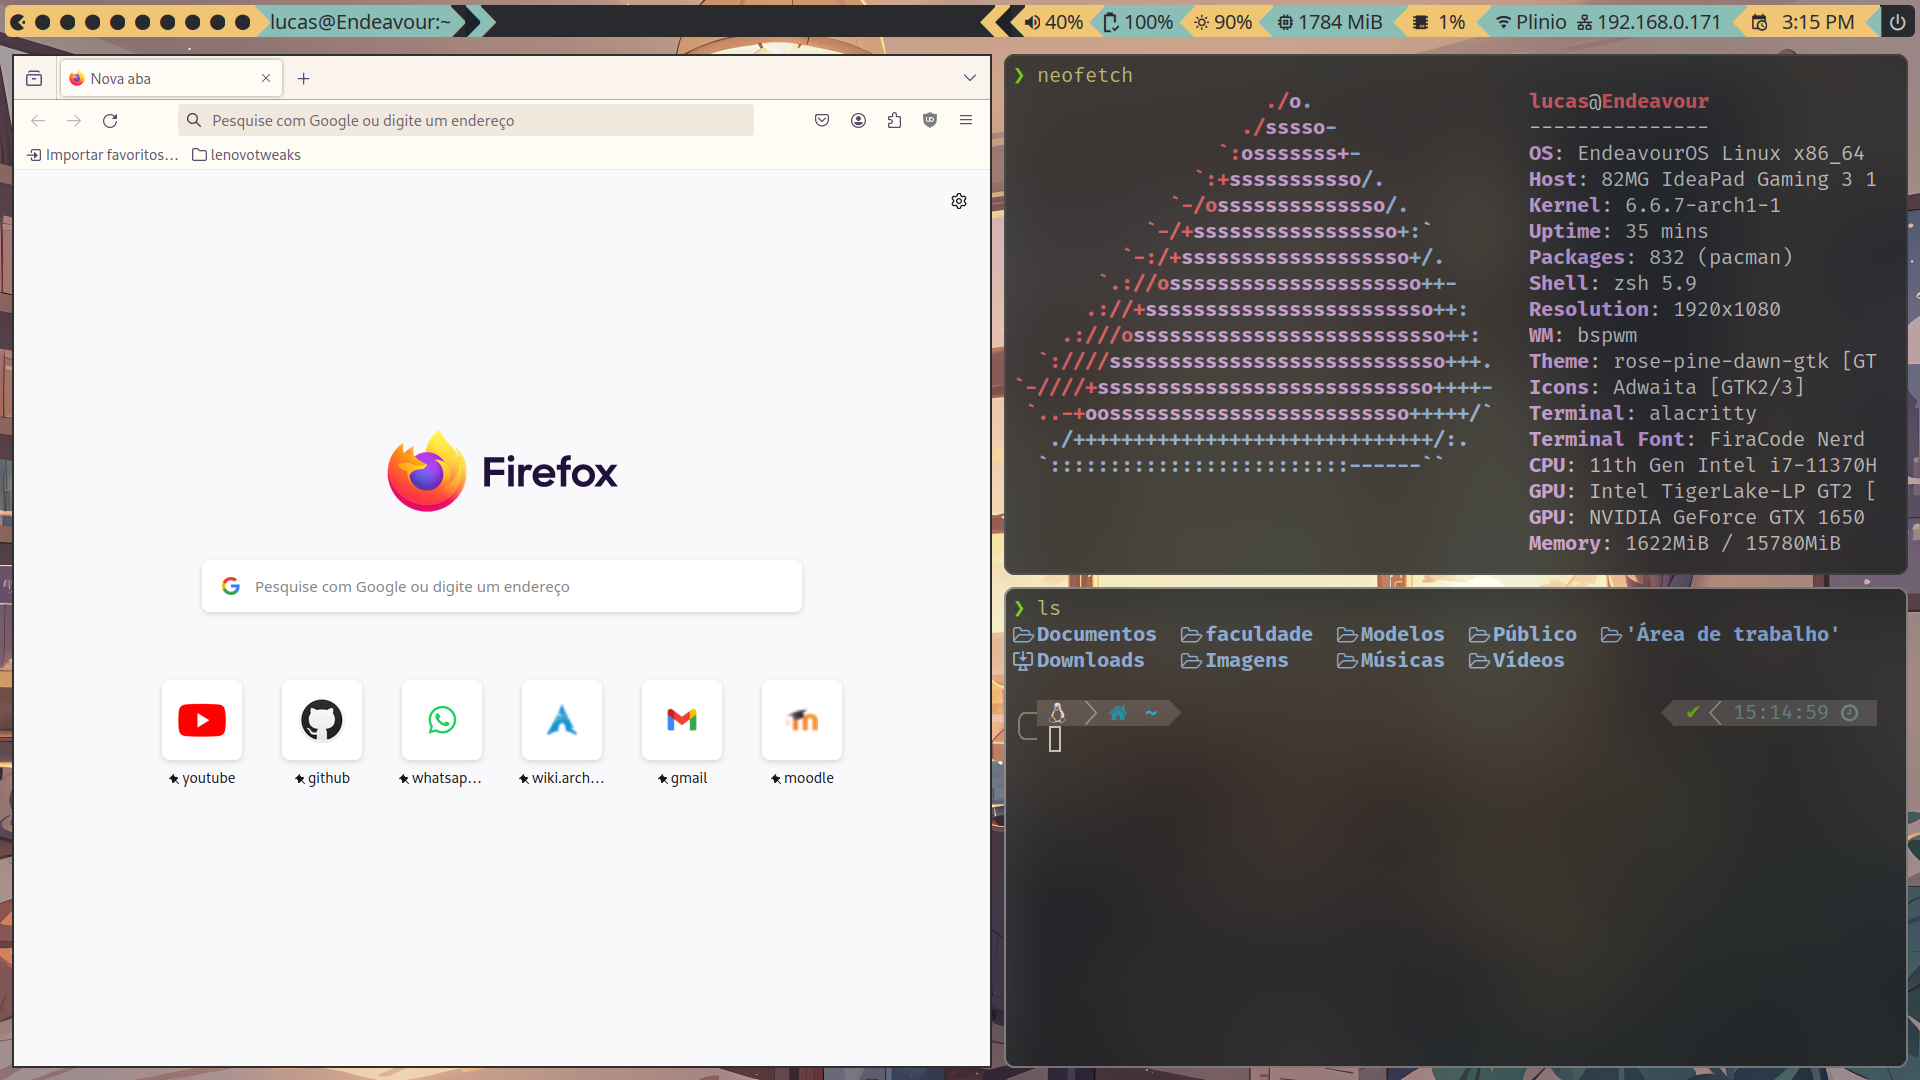 lucas@Endeavour:~
40% 100% 90% 1784 MiB 1% Plinio 192.168.0.171 3:15 PM
Nova aba
Pesquise com Google ou digite um endereço
Importar favoritos… lenovotweaks
Firefox
Pesquise com Google ou digite um endereço
youtube github whatsap… wiki.arch… gmail moodle
❯ neofetch
./o.
./sssso-
`:osssssss+-
`:+sssssssssso/.
`-/ossssssssssssso/.
`-/+sssssssssssssssso+:`
`-:/+sssssssssssssssssso+/.
`.://osssssssssssssssssssso++-
.://+ssssssssssssssssssssssso++:
.:///ossssssssssssssssssssssssso++:
`:////ssssssssssssssssssssssssssso+++.
`-////+ssssssssssssssssssssssssssso++++-
`..-+oosssssssssssssssssssssssso+++++/`
./++++++++++++++++++++++++++++++/:.
`:::::::::::::::::::::::::------``
lucas@Endeavour
---------------
OS: EndeavourOS Linux x86_64
Host: 82MG IdeaPad Gaming 3 1
Kernel: 6.6.7-arch1-1
Uptime: 35 mins
Packages: 832 (pacman)
Shell: zsh 5.9
Resolution: 1920x1080
WM: bspwm
Theme: rose-pine-dawn-gtk [GT
Icons: Adwaita [GTK2/3]
Terminal: alacritty
Terminal Font: FiraCode Nerd
CPU: 11th Gen Intel i7-11370H
GPU: Intel TigerLake-LP GT2 [
GPU: NVIDIA GeForce GTX 1650
Memory: 1622MiB / 15780MiB
❯ ls
Documentos faculdade Modelos Público 'Área de trabalho'
Downloads Imagens Músicas Vídeos
~ ✔ 15:14:59